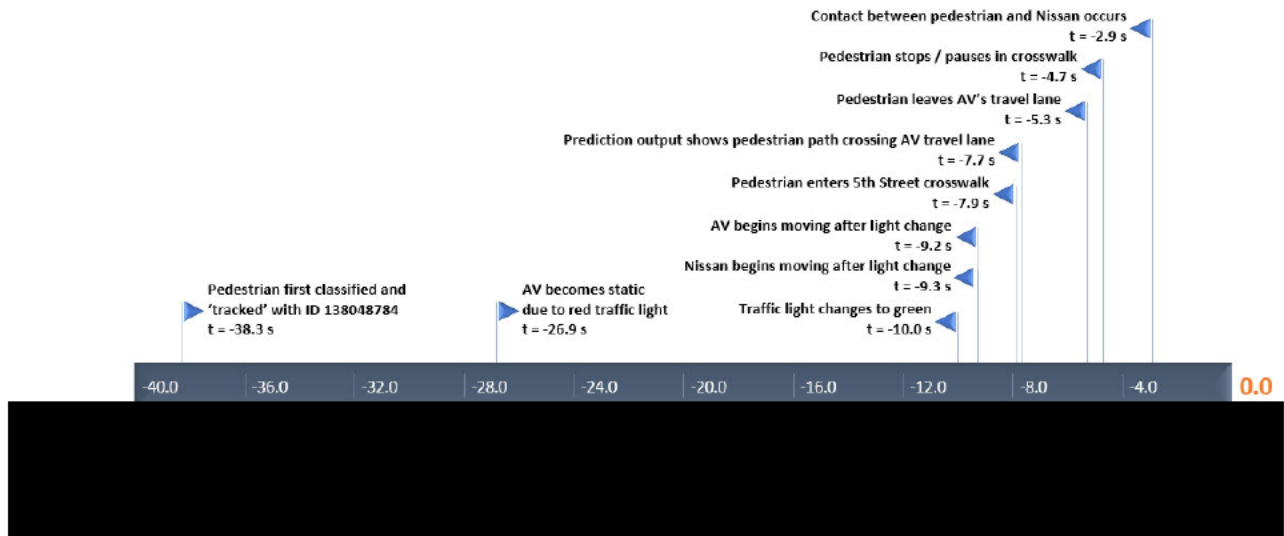 Contact between pedestrian and Nissan occurs
t = -2.9 s
Pedestrian stops / pauses in crosswalk
t = -4.7 s
Pedestrian leaves AV's travel lane
t = -5.3 s
Prediction output shows pedestrian path crossing AV travel lane
t = -7.7 s
Pedestrian enters 5th Street crosswalk
t = -7.9 s
AV begins moving after light change
t = -9.2 s
Nissan begins moving after light change
t = -9.3 s
Traffic light changes to green
t = -10.0 s
Pedestrian first classified and
'tracked' with ID 138048784
t = -38.3 s
AV becomes static
due to red traffic light
t = -26.9 s
-40.0 -36.0 -32.0 -28.0 -24.0 -20.0 -16.0 -12.0 -8.0 -4.0 0.0